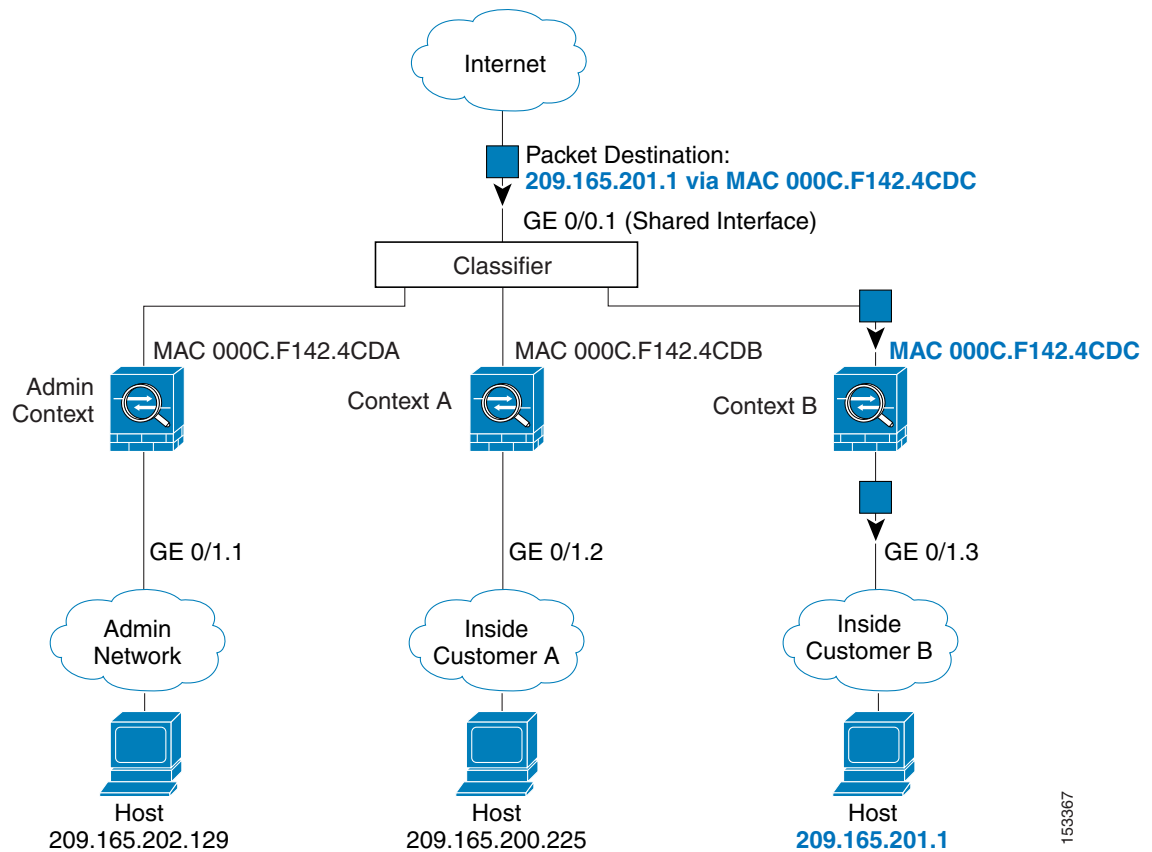 Internet
Packet Destination:
209.165.201.1 via MAC 000C.F142.4CDC
GE 0/0.1 (Shared Interface)
Classifier
MAC 000C.F142.4CDA
MAC 000C.F142.4CDB
MAC 000C.F142.4CDC
Admin
Context
Context A
Context B
GE 0/1.1
GE 0/1.2
GE 0/1.3
Admin
Network
Inside
Customer A
Inside
Customer B
Host
209.165.202.129
Host
209.165.200.225
Host
209.165.201.1
153367